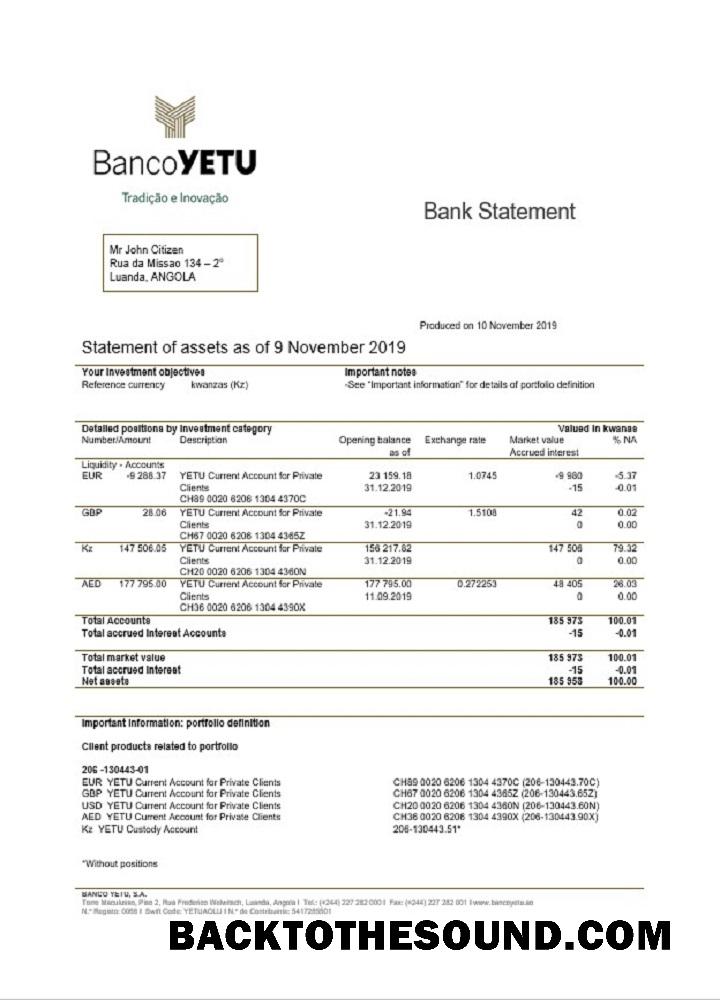 BancoYETU
Tradição e Inovação
Bank Statement
Mr John Citizen
Rua da Missao 134 – 2º
Luanda, ANGOLA
Produced on 10 November 2019
Statement of assets as of 9 November 2019
Your investment objectives Important notes
Reference currency kwanzas (Kz) -See "Important information" for details of portfolio definition
Detailed positions by investment category Valued in kwanas
Number/Amount Description Opening balance Exchange rate Market value % NA
as of Accrued interest
Liquidity - Accounts
EUR -9 288.37 YETU Current Account for Private 23 159.18 1.0745 -9 980 -5.37
Clients 31.12.2019 -15 -0.01
CH89 0020 6206 1304 4370C
GBP 28.06 YETU Current Account for Private -21.94 1.5108 42 0.02
Clients 31.12.2019 0 0.00
CH67 0020 6206 1304 4365Z
Kz 147 506.05 YETU Current Account for Private 156 217.82 147 506 79.32
Clients 31.12.2019 0 0.00
CH20 0020 6206 1304 4360N
AED 177 795.00 YETU Current Account for Private 177 795.00 0.272253 48 405 26.03
Clients 11.09.2019 0 0.00
CH36 0020 6206 1304 4390X
Total Accounts 185 973 100.01
Total accrued interest Accounts -15 -0.01
Total market value 185 973 100.01
Total accrued interest -15 -0.01
Net assets 185 958 100.00
Important information: portfolio definition
Client products related to portfolio
206 -130443-01
EUR YETU Current Account for Private Clients CH89 0020 6206 1304 4370C (206-130443.70C)
GBP YETU Current Account for Private Clients CH67 0020 6206 1304 4365Z (206-130443.65Z)
USD YETU Current Account for Private Clients CH20 0020 6206 1304 4360N (206-130443.60N)
AED YETU Current Account for Private Clients CH36 0020 6206 1304 4390X (206-130443.90X)
Kz YETU Custody Account 206-130443.51*
*Without positions
BANCO YETU, S.A.
Torre Maculusso, Piso 2, Rua Frederico Welwitsch, Luanda, Angola I Tel.: (+244) 227 282 000 I Fax: (+244) 227 282 001 I www.bancoyetu.ao
N.º Registo: 0066 I Swift Code: YETUAOLU I N.º de Contribuinte:
BACKTOTHESOUND.COM